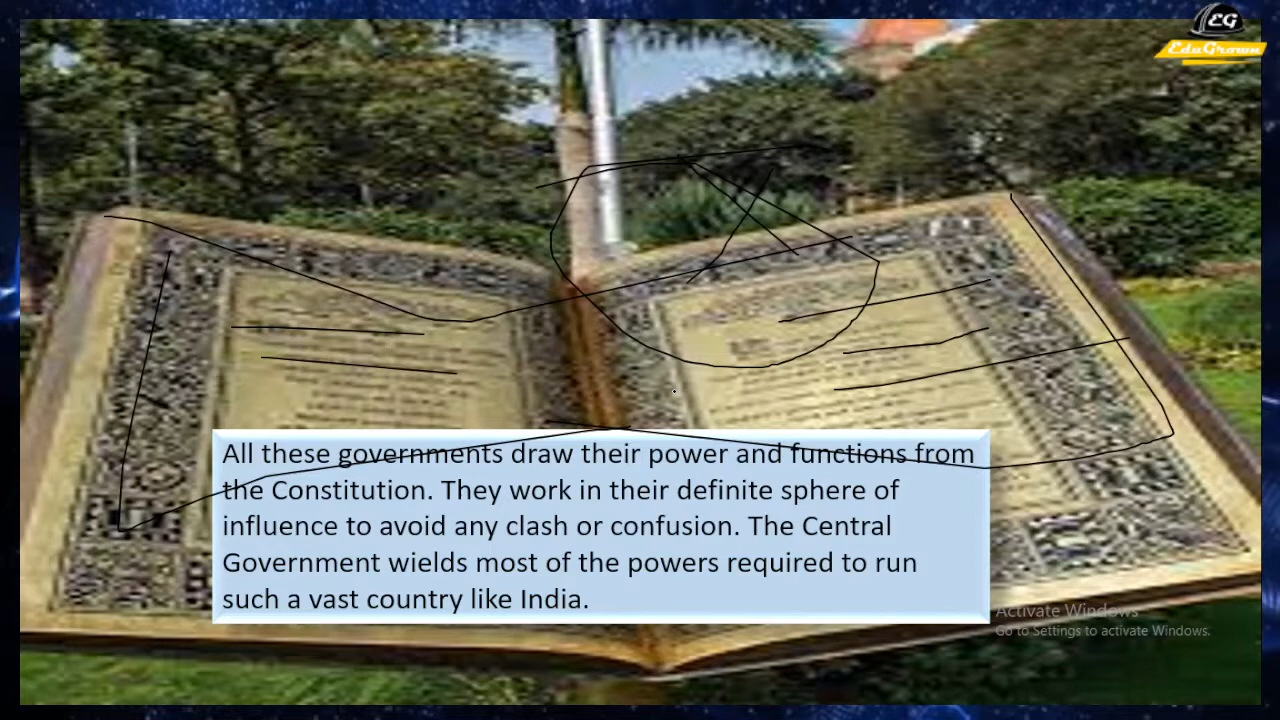 EG
EduGrown
All these governments draw their power and functions from
the Constitution. They work in their definite sphere of
influence to avoid any clash or confusion. The Central
Government wields most of the powers required to run
such a vast country like India.
Activate Windows
Go to Settings to activate Windows.